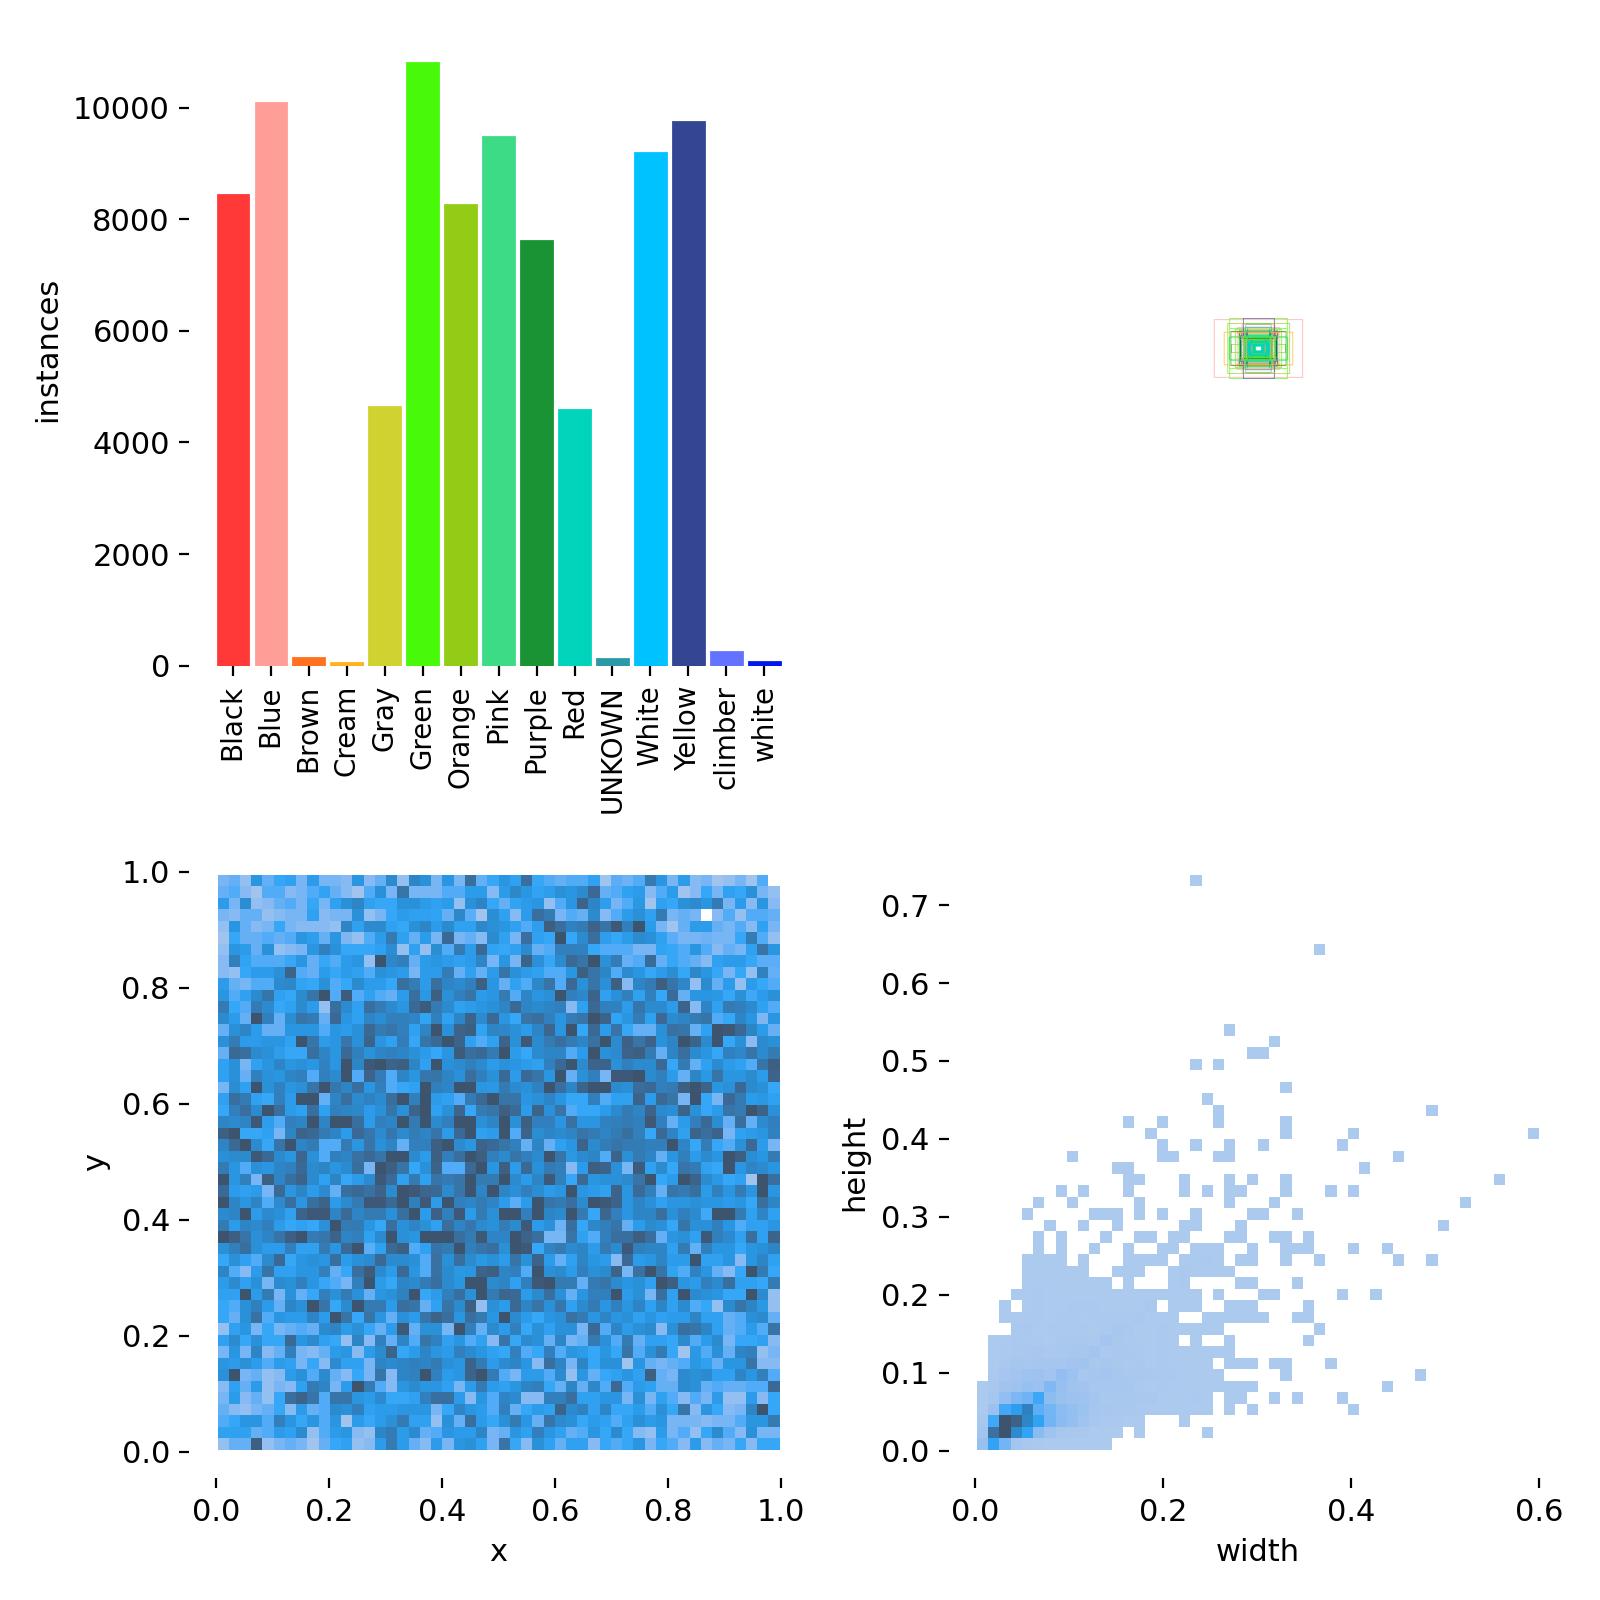 10000
8000
6000
4000
2000
0
instances
Black
Blue
Brown
Cream
Gray
Green
Orange
Pink
Purple
Red
UNKOWN
White
Yellow
climber
white
1.0
0.8
0.6
0.4
0.2
0.0
y
0.0 0.2 0.4 0.6 0.8 1.0
x
0.7
0.6
0.5
0.4
0.3
0.2
0.1
0.0
height
0.0 0.2 0.4 0.6
width